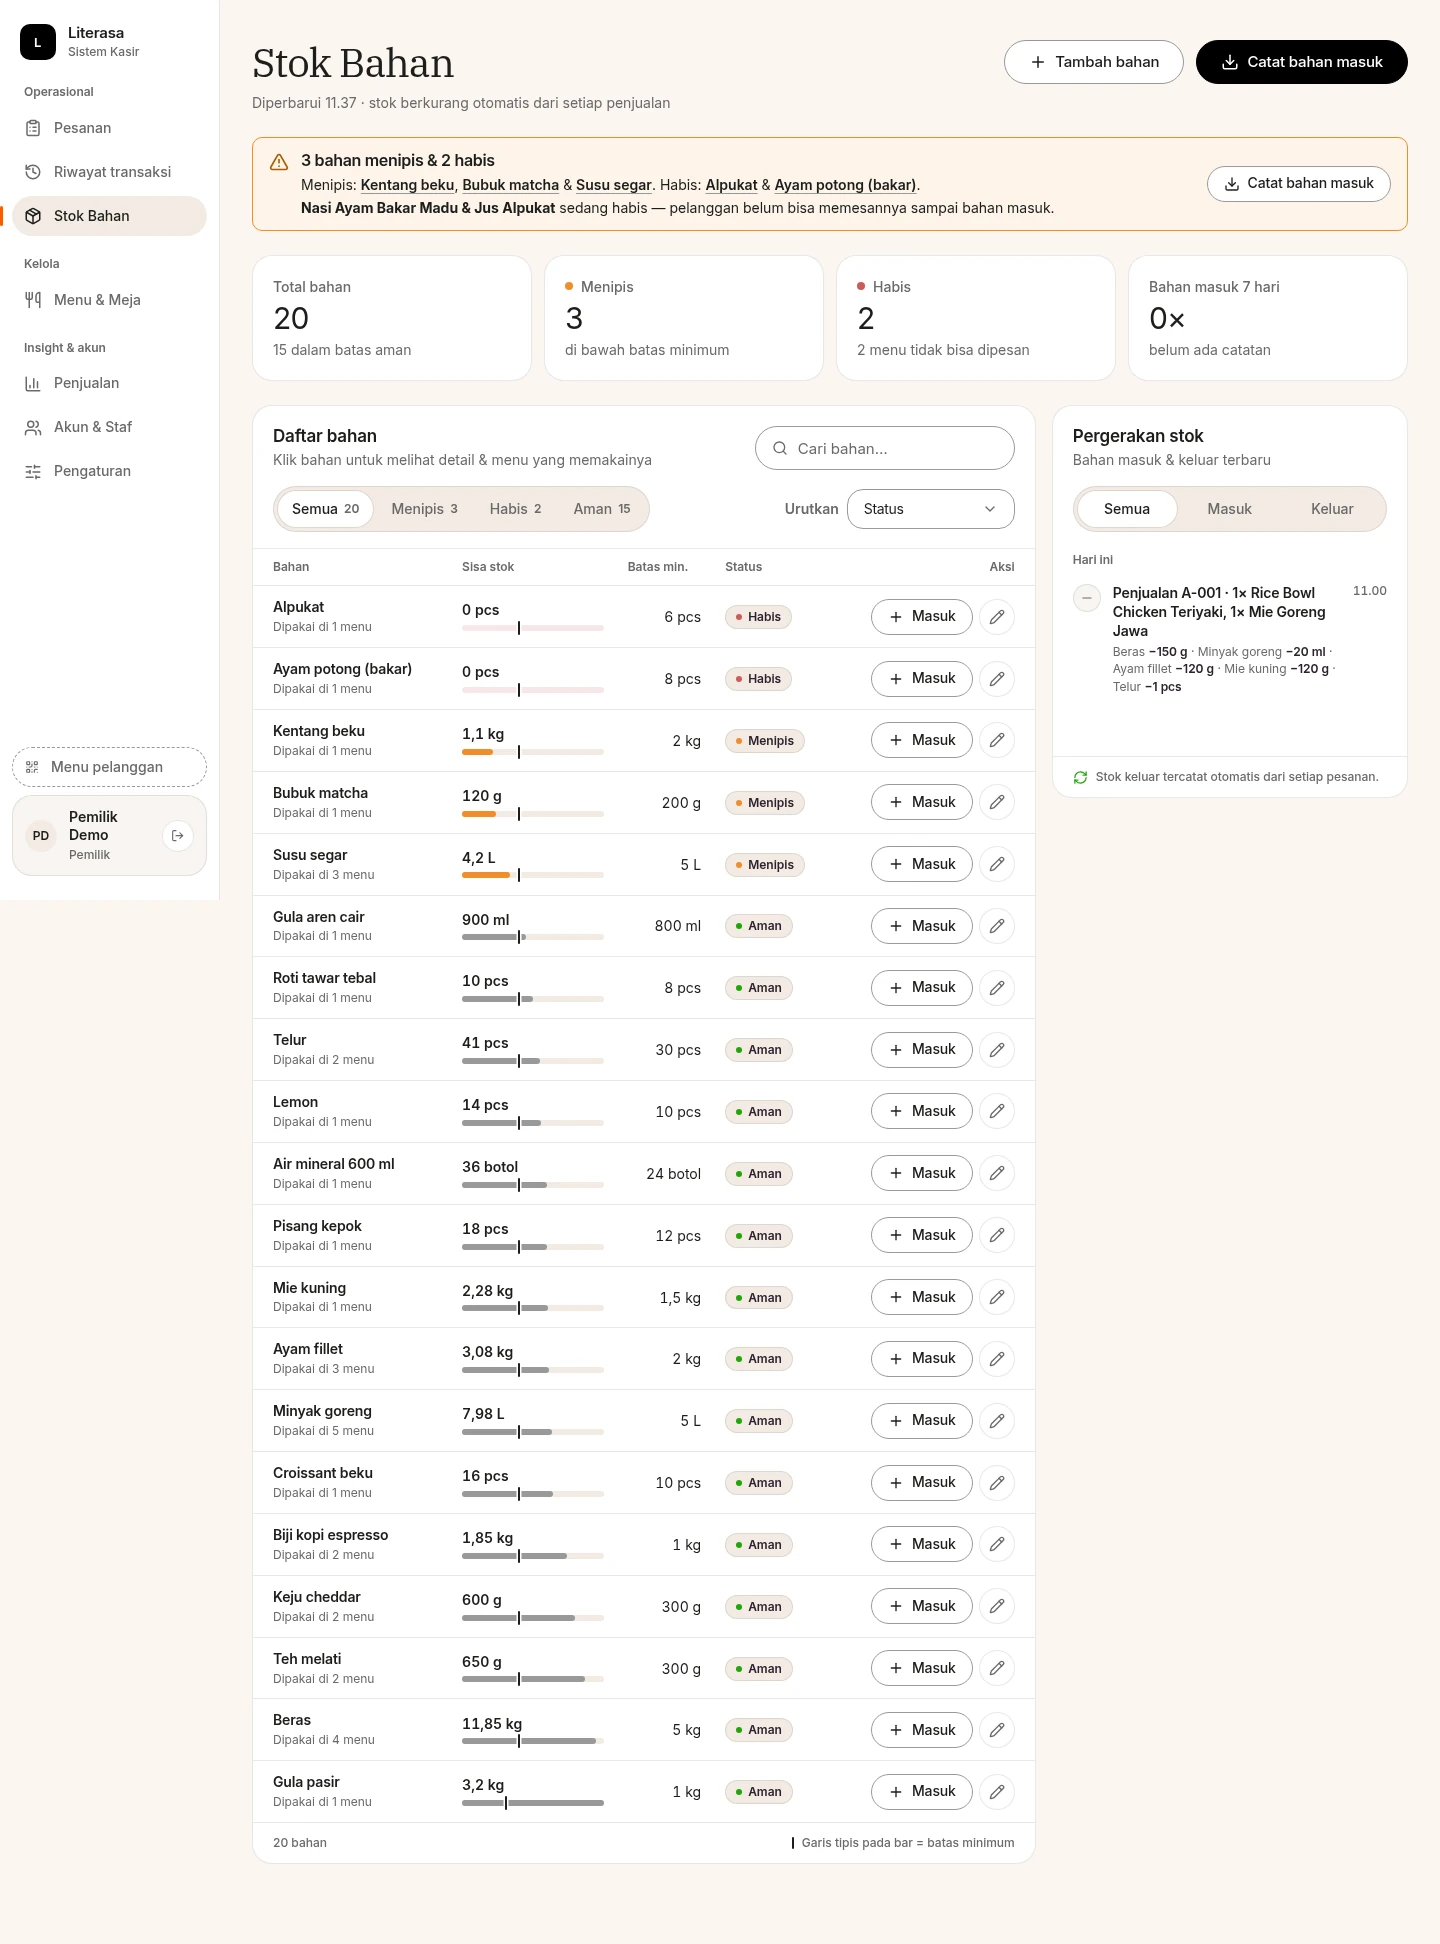 L
Literasa
Sistem Kasir
Operasional
Pesanan
Riwayat transaksi
Stok Bahan
Kelola
Menu & Meja
Insight & akun
Penjualan
Akun & Staf
Pengaturan
Menu pelanggan
PD
Pemilik
Demo
Pemilik
Stok Bahan
Diperbarui 11.37 · stok berkurang otomatis dari setiap penjualan
Tambah bahan
Catat bahan masuk
3 bahan menipis & 2 habis
Menipis: Kentang beku, Bubuk matcha & Susu segar. Habis: Alpukat & Ayam potong (bakar).
Nasi Ayam Bakar Madu & Jus Alpukat sedang habis — pelanggan belum bisa memesannya sampai bahan masuk.
Catat bahan masuk
Total bahan
20
15 dalam batas aman
Menipis
3
di bawah batas minimum
Habis
2
2 menu tidak bisa dipesan
Bahan masuk 7 hari
0×
belum ada catatan
Daftar bahan
Klik bahan untuk melihat detail & menu yang memakainya
Cari bahan...
Semua 20 Menipis 3 Habis 2 Aman 15
Urutkan Status
Bahan Sisa stok Batas min. Status Aksi
Alpukat
Dipakai di 1 menu
0 pcs
6 pcs
Habis
+ Masuk
Ayam potong (bakar)
Dipakai di 1 menu
0 pcs
8 pcs
Habis
+ Masuk
Kentang beku
Dipakai di 1 menu
1,1 kg
2 kg
Menipis
+ Masuk
Bubuk matcha
Dipakai di 1 menu
120 g
200 g
Menipis
+ Masuk
Susu segar
Dipakai di 3 menu
4,2 L
5 L
Menipis
+ Masuk
Gula aren cair
Dipakai di 1 menu
900 ml
800 ml
Aman
+ Masuk
Roti tawar tebal
Dipakai di 1 menu
10 pcs
8 pcs
Aman
+ Masuk
Telur
Dipakai di 2 menu
41 pcs
30 pcs
Aman
+ Masuk
Lemon
Dipakai di 1 menu
14 pcs
10 pcs
Aman
+ Masuk
Air mineral 600 ml
Dipakai di 1 menu
36 botol
24 botol
Aman
+ Masuk
Pisang kepok
Dipakai di 1 menu
18 pcs
12 pcs
Aman
+ Masuk
Mie kuning
Dipakai di 1 menu
2,28 kg
1,5 kg
Aman
+ Masuk
Ayam fillet
Dipakai di 3 menu
3,08 kg
2 kg
Aman
+ Masuk
Minyak goreng
Dipakai di 5 menu
7,98 L
5 L
Aman
+ Masuk
Croissant beku
Dipakai di 1 menu
16 pcs
10 pcs
Aman
+ Masuk
Biji kopi espresso
Dipakai di 2 menu
1,85 kg
1 kg
Aman
+ Masuk
Keju cheddar
Dipakai di 2 menu
600 g
300 g
Aman
+ Masuk
Teh melati
Dipakai di 2 menu
650 g
300 g
Aman
+ Masuk
Beras
Dipakai di 4 menu
11,85 kg
5 kg
Aman
+ Masuk
Gula pasir
Dipakai di 1 menu
3,2 kg
1 kg
Aman
+ Masuk
20 bahan
Garis tipis pada bar = batas minimum
Pergerakan stok
Bahan masuk & keluar terbaru
Semua Masuk Keluar
Hari ini
Penjualan A-001 · 1× Rice Bowl
Chicken Teriyaki, 1× Mie Goreng
Jawa
11.00
Beras −150 g · Minyak goreng −20 ml ·
Ayam fillet −120 g · Mie kuning −120 g ·
Telur −1 pcs
Stok keluar tercatat otomatis dari setiap pesanan.